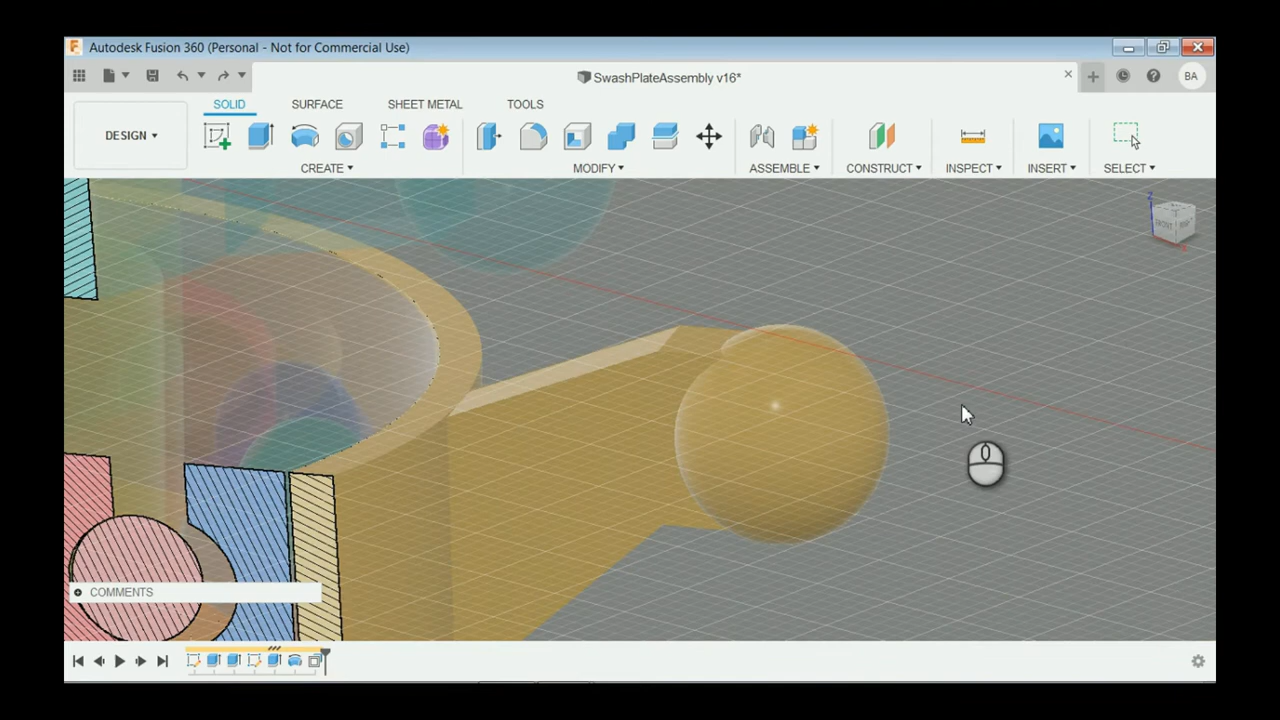 Autodesk Fusion 360 (Personal - Not for Commercial Use)
SwashPlateAssembly v16*
BA
DESIGN
SOLID
SURFACE
SHEET METAL
TOOLS
CREATE
MODIFY
ASSEMBLE
CONSTRUCT
INSPECT
INSERT
SELECT
Z
FRONT
COMMENTS